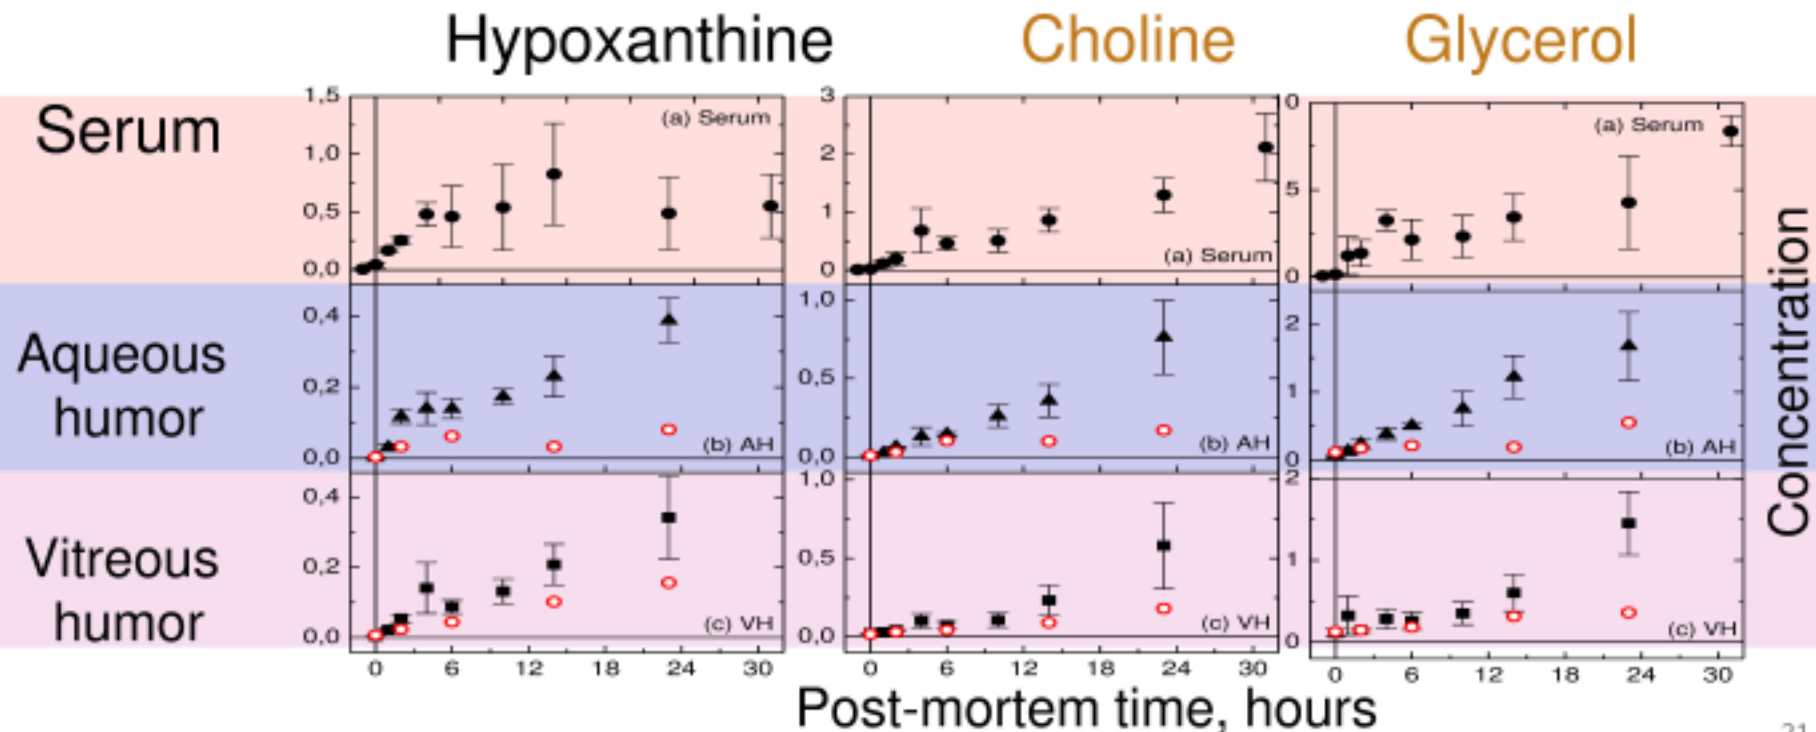 Hypoxanthine Choline Glycerol
Serum
Aqueous
humor
Vitreous
humor
1,5
1,0
0,5
0,0
(a) Serum
3
2
1
0
(a) Serum
0
5
0
(a) Serum
0,4
0,2
0,0
(b) AH
1,0
0,5
0,0
(b) AH
2
1
0
(b) AH
0,4
0,2
0,0
(c) VH
1,0
0,5
0,0
(c) VH
2
1
0
(c) VH
0 6 12 18 24 30
0 6 12 18 24 30
0 6 12 18 24 30
Post-mortem time, hours
Concentration